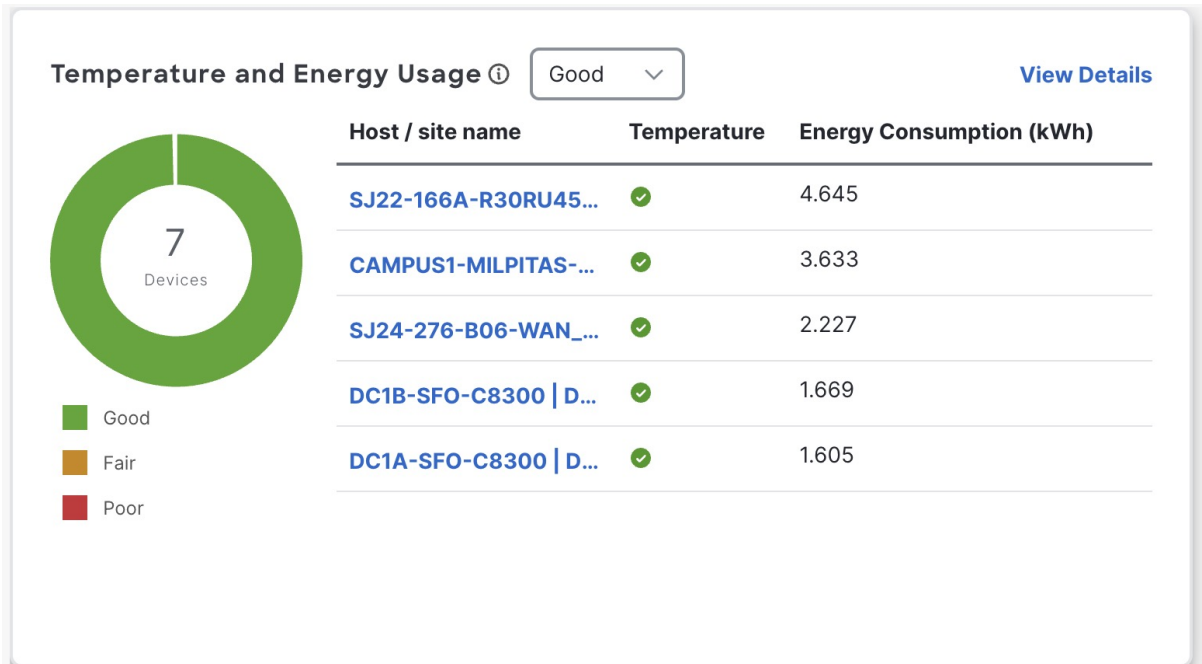 Temperature and Energy Usage
Good
View Details
Host / site name Temperature Energy Consumption (kWh)
SJ22-166A-R30RU45... 4.645
CAMPUS1-MILPITAS-... 3.633
SJ24-276-B06-WAN_... 2.227
DC1B-SFO-C8300 | D... 1.669
DC1A-SFO-C8300 | D... 1.605
7
Devices
Good
Fair
Poor